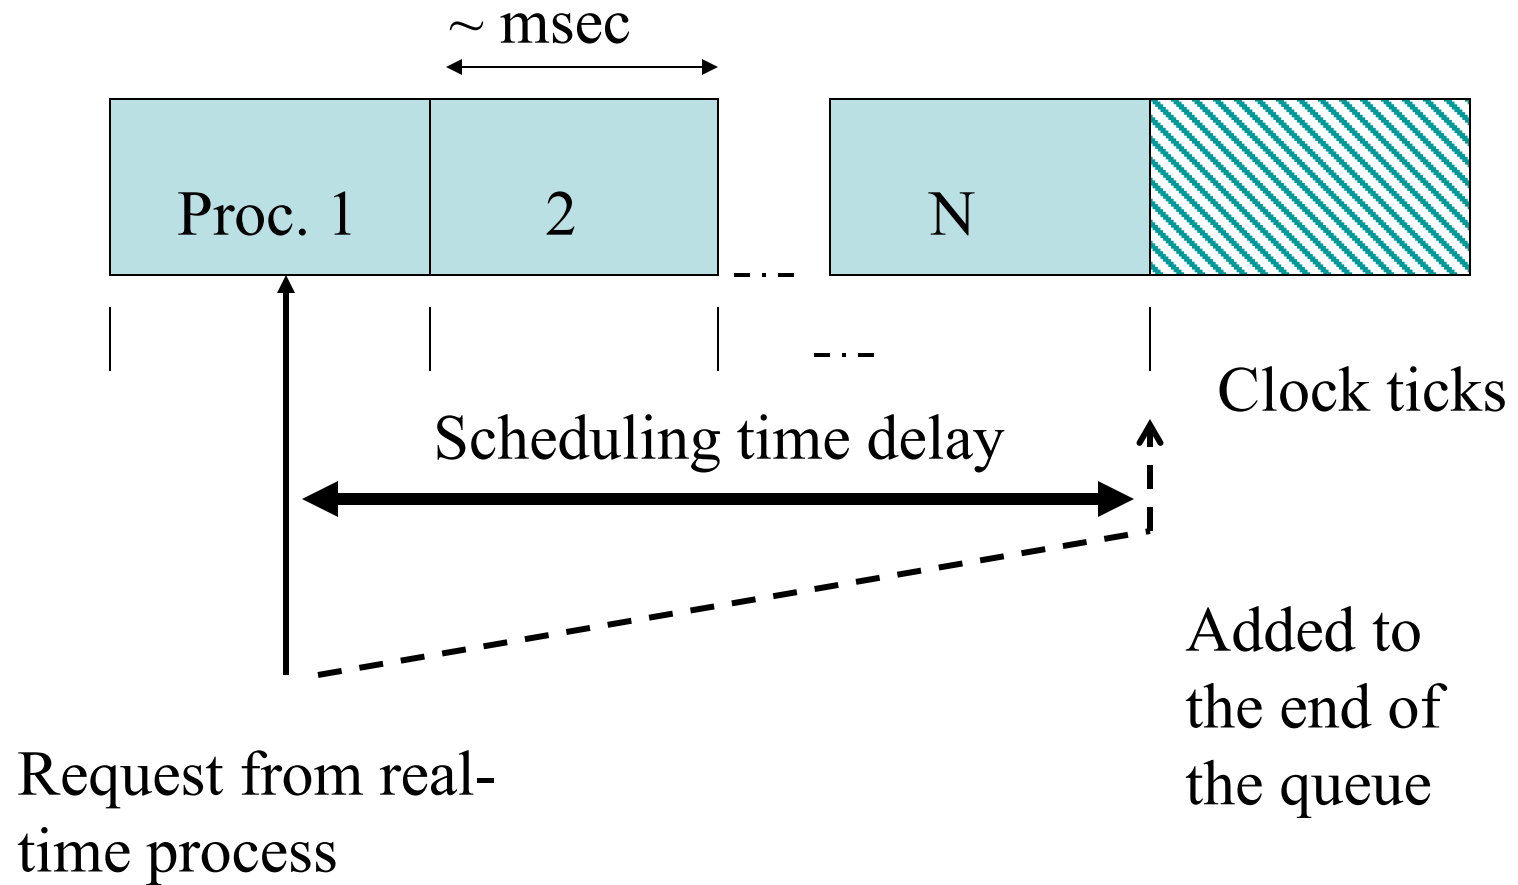 ~ msec
Proc. 1
2
N
Clock ticks
Scheduling time delay
Added to
the end of
the queue
Request from real-
time process